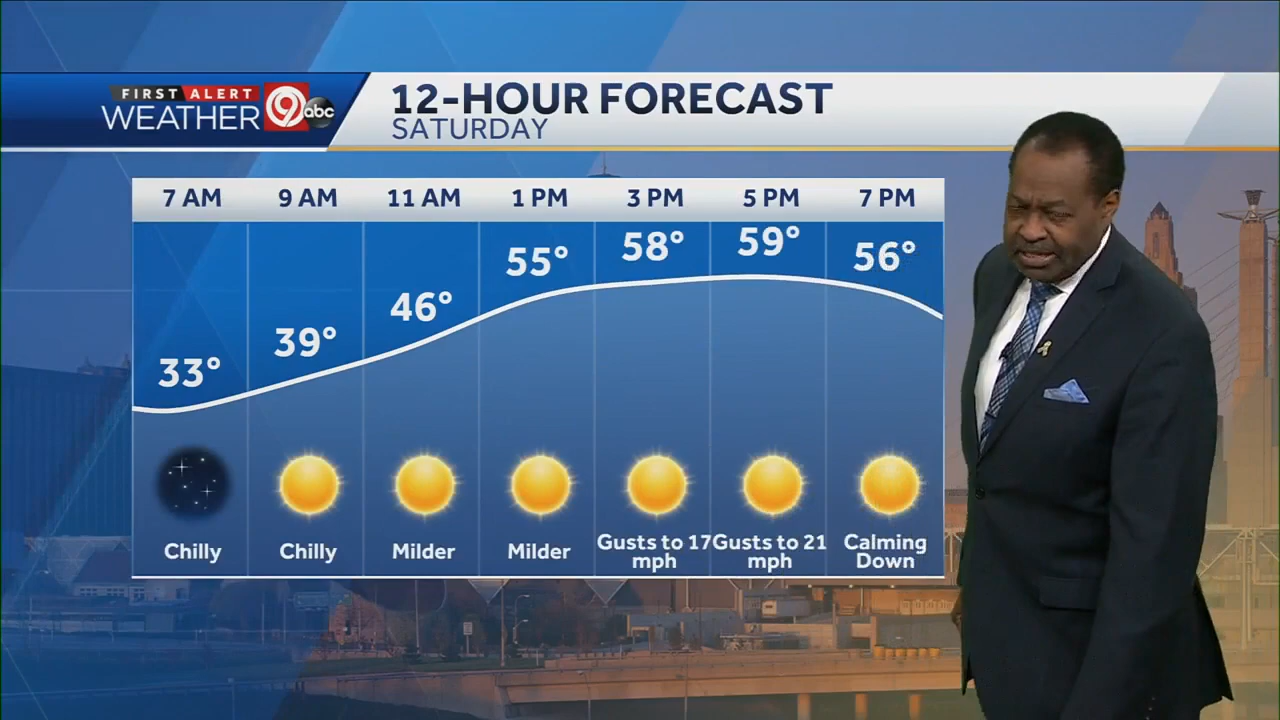 FIRST ALERT
WEATHER 9 abc
12-HOUR FORECAST
SATURDAY
7 AM 9 AM 11 AM 1 PM 3 PM 5 PM 7 PM
33° 39° 46° 55° 58° 59° 56°
Chilly Chilly Milder Milder Gusts to 17 mph Gusts to 21 mph Calming Down